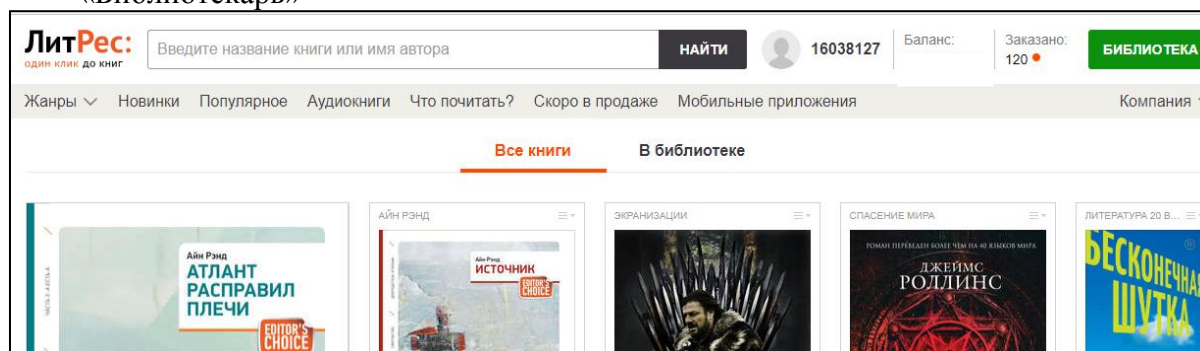 «Библиотекарь»
ЛитРес:
один клик до книг
Введите название книги или имя автора
НАЙТИ
16038127
Баланс:
Заказано:
120
БИБЛИОТЕКА
Жанры Новинки Популярное Аудиокниги Что почитать? Скоро в продаже Мобильные приложения Компания
Все книги В библиотеке
Айн Рэнд
АТЛАНТ
РАСПРАВИЛ
ПЛЕЧИ
EDITOR'S
CHOICE
АЙН РЭНД
Айн Рэнд
ИСТОЧНИК
EDITOR'S
CHOICE
ЭКРАНИЗАЦИИ
СПАСЕНИЕ МИРА
РОМАН ПЕРЕВЕДЕН БОЛЕЕ ЧЕМ НА 40 ЯЗЫКОВ МИРА
ДЖЕЙМС
РОЛЛИНС
ЛИТЕРАТУРА 20 В...
БЕСКОНЕЧНАЯ
ШУТКА